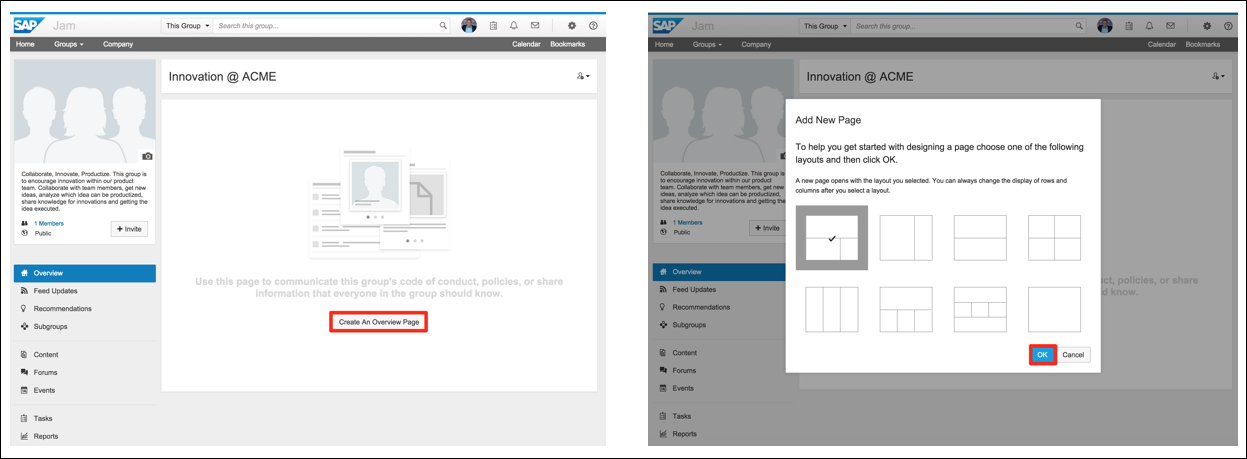 SAP Jam
This Group
Search this group...
Home
Groups
Company
Calendar
Bookmarks
Innovation @ ACME
Collaborate, Innovate, Productize. This group is
to encourage innovation within our product
team. Collaborate with team members, get new
ideas, analyze which idea can be productized,
share knowledge for innovations and getting the
idea executed.
1 Members
Public
+ Invite
Overview
Feed Updates
Recommendations
Subgroups
Content
Forums
Events
Tasks
Reports
Use this page to communicate this group's code of conduct, policies, or share
information that everyone in the group should know.
Create An Overview Page
SAP Jam
This Group
Search this group...
Home
Groups
Company
Calendar
Bookmarks
Innovation @ ACME
Collaborate, Innovate, Productize. This group is
to encourage innovation within our product
team. Collaborate with team members, get new
ideas, analyze which idea can be productized,
share knowledge for innovations and getting the
idea executed.
1 Members
Public
+ Invite
Overview
Feed Updates
Recommendations
Subgroups
Content
Forums
Events
Tasks
Reports
Add New Page
To help you get started with designing a page choose one of the following
layouts and then click OK.
A new page opens with the layout you selected. You can always change the display of rows and
columns after you select a layout.
OK
Cancel
conduct, policies, or share
know.